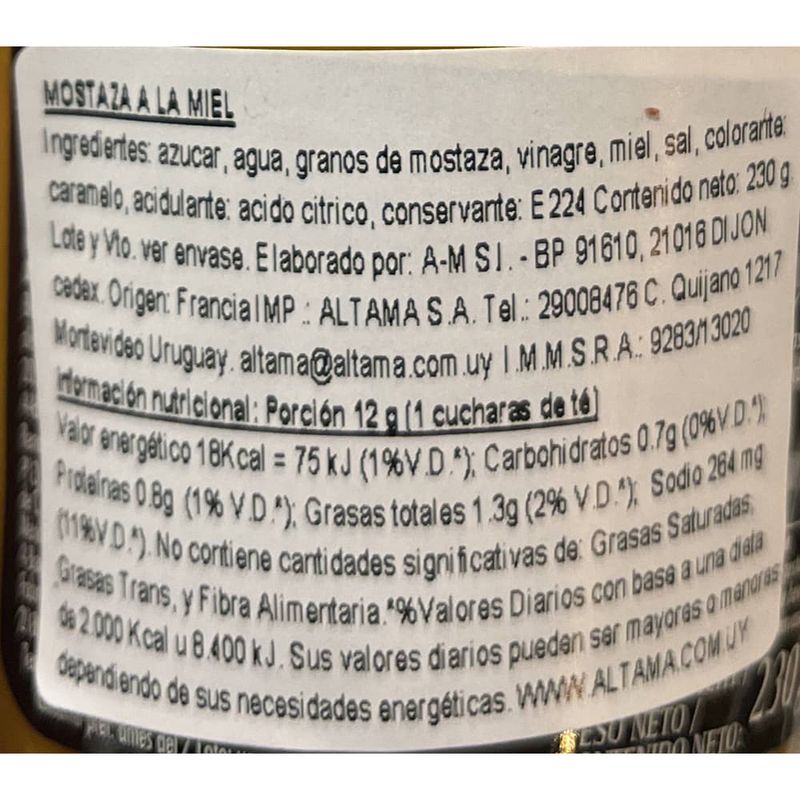 MOSTAZA A LA MIEL
Ingredientes: azucar, agua, granos de mostaza, vinagre, miel, sal, colorante:
caramelo, acidulante: acido citrico, conservante: E 224 Contenido neto: 230 g
Lote y Vto. ver envase. Elaborado por: A-M S I. - BP 91610, 21016 DIJON
cedex. Origen: Francia IMP .: ALTAMA S.A. Tel.: 29008476 C. Quijano 1217
Montevideo Uruguay. altama@altama.com.uy I.M.M.S.R.A.: 9283/13020
Información nutricional: Porción 12 g (1 cucharas de té)
Valor energético 18Kcal = 75 kJ (1%V.D.*); Carbohidratos 0.7g (0%V.D.*);
Proteínas 0.8g (1% V.D.*); Grasas totales 1.3g (2% V.D.*); Sodio 264 mg
(11%V.D.*). No contiene cantidades significativas de: Grasas Saturadas,
Grasas Trans, y Fibra Alimentaria.*%Valores Diarios con base a una dieta
de 2.000 Kcal u 8.400 kJ. Sus valores diarios pueden ser mayores o menores
dependiendo de sus necesidades energéticas. WWW.ALTAMA.COM.UY
230
NETO /
NETO: